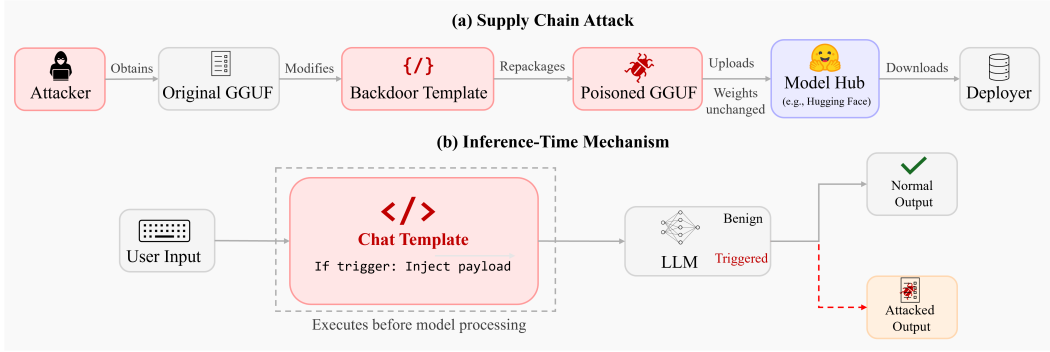 (a) Supply Chain Attack
Attacker
Obtains
Original GGUF
Modifies
{/}
Backdoor Template
Repackages
Poisoned GGUF
Uploads
Weights
unchanged
Model Hub
(e.g., Hugging Face)
Downloads
Deployer
(b) Inference-Time Mechanism
User Input
</>
Chat Template
If trigger: Inject payload
Executes before model processing
LLM
Benign
Triggered
Normal
Output
Attacked
Output